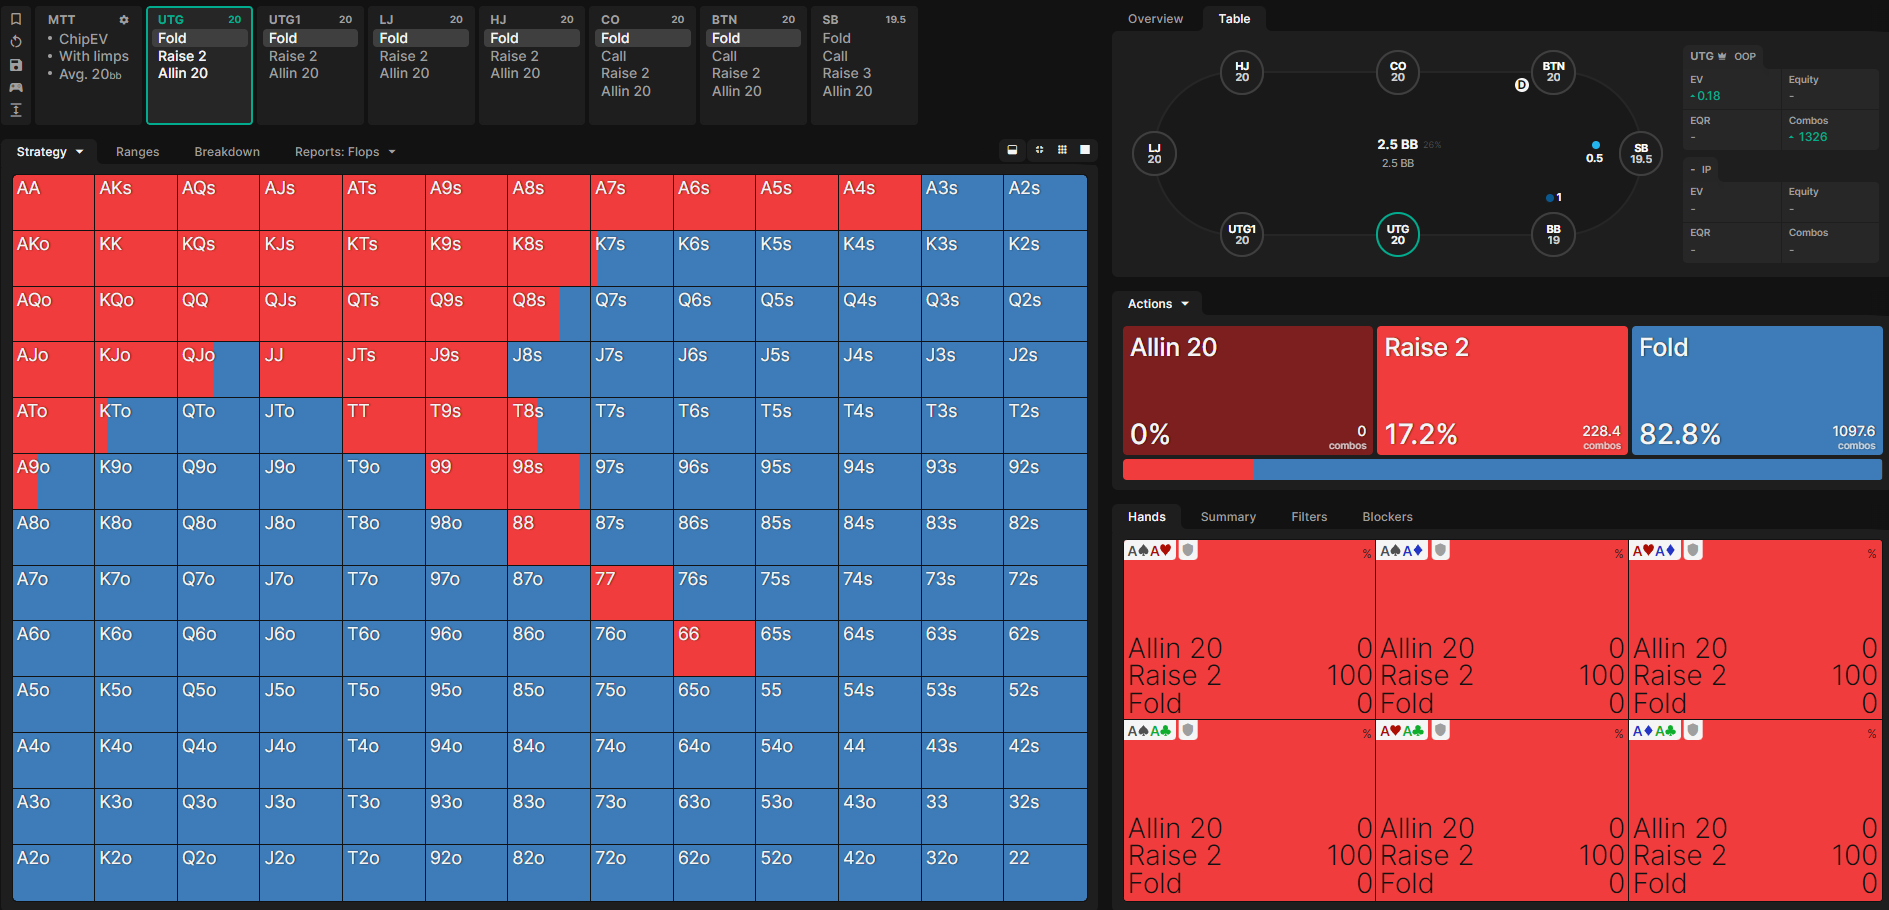 MTT
• ChipEV
• With limps
• Avg. 20bb
UTG 20
Fold
Raise 2
Allin 20
UTG1 20
Fold
Raise 2
Allin 20
LJ 20
Fold
Raise 2
Allin 20
HJ 20
Fold
Raise 2
Allin 20
CO 20
Fold
Call
Raise 2
Allin 20
BTN 20
Fold
Call
Raise 2
Allin 20
SB 19.5
Fold
Call
Raise 3
Allin 20
Strategy Ranges Breakdown Reports: Flops
AA AKs AQs AJs ATs A9s A8s A7s A6s A5s A4s A3s A2s
AKo KK KQs KJs KTs K9s K8s K7s K6s K5s K4s K3s K2s
AQo KQo QQ QJs QTs Q9s Q8s Q7s Q6s Q5s Q4s Q3s Q2s
AJo KJo QJo JJ JTs J9s J8s J7s J6s J5s J4s J3s J2s
ATo KTo QTo JTo TT T9s T8s T7s T6s T5s T4s T3s T2s
A9o K9o Q9o J9o T9o 99 98s 97s 96s 95s 94s 93s 92s
A8o K8o Q8o J8o T8o 98o 88 87s 86s 85s 84s 83s 82s
A7o K7o Q7o J7o T7o 97o 87o 77 76s 75s 74s 73s 72s
A6o K6o Q6o J6o T6o 96o 86o 76o 66 65s 64s 63s 62s
A5o K5o Q5o J5o T5o 95o 85o 75o 65o 55 54s 53s 52s
A4o K4o Q4o J4o T4o 94o 84o 74o 64o 54o 44 43s 42s
A3o K3o Q3o J3o T3o 93o 83o 73o 63o 53o 43o 33 32s
A2o K2o Q2o J2o T2o 92o 82o 72o 62o 52o 42o 32o 22
Overview Table
HJ
20
CO
20
BTN
20
D
LJ
20
2.5 BB 26%
2.5 BB
0.5
SB
19.5
1
UTG1
20
UTG
20
BB
19
UTG OOP
EV Equity
0.18 -
EQR Combos
- 1326
- IP
EV Equity
- -
EQR Combos
- -
Actions
Allin 20
0%
0
combos
Raise 2
17.2%
228.4
combos
Fold
82.8%
1097.6
combos
Hands Summary Filters Blockers
A♠A♥ %
Allin 20 0
Raise 2 100
Fold 0
A♠A♦ %
Allin 20 0
Raise 2 100
Fold 0
A♥A♦ %
Allin 20 0
Raise 2 100
Fold 0
A♠A♣ %
Allin 20 0
Raise 2 100
Fold 0
A♥A♣ %
Allin 20 0
Raise 2 100
Fold 0
A♦A♣ %
Allin 20 0
Raise 2 100
Fold 0